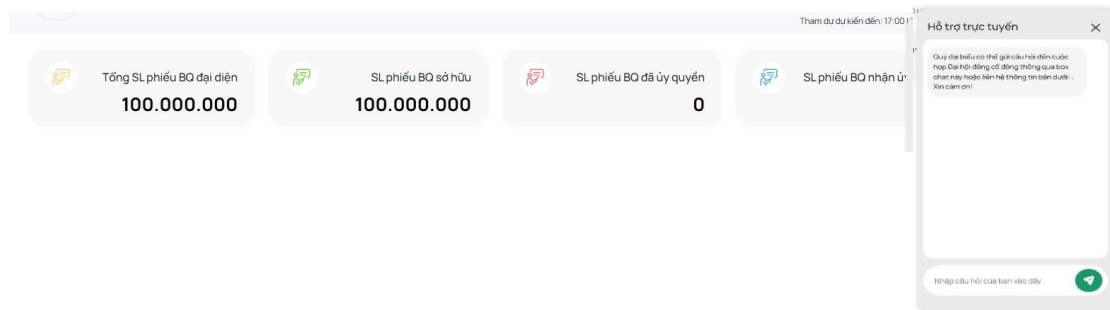 Tham dự dự kiến đến: 17:00
Tổng SL phiếu BQ đại diện
100.000.000
SL phiếu BQ sở hữu
100.000.000
SL phiếu BQ đã ủy quyền
0
SL phiếu BQ nhận
Hỗ trợ trực tuyến
Quý đại biểu có thể gửi câu hỏi đến cuộc
họp Đại hội đồng cổ đông thông qua box
chat này hoặc liên hệ thông tin bên dưới: .
Xin cảm ơn!
Nhập câu hỏi của bạn vào đây